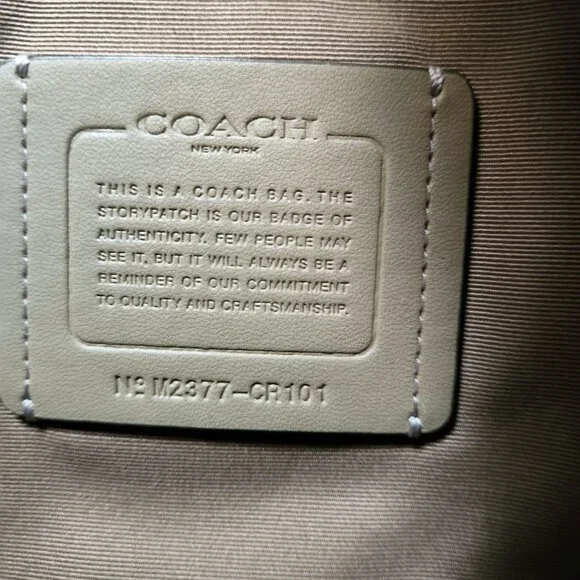 COACH
NEW YORK
THIS IS A COACH BAG. THE
STORYPATCH IS OUR BADGE OF
AUTHENTICITY. FEW PEOPLE MAY
SEE IT, BUT IT WILL ALWAYS BE A
REMINDER OF OUR COMMITMENT
TO QUALITY AND CRAFTSMANSHIP.
Nº M2377-CR101